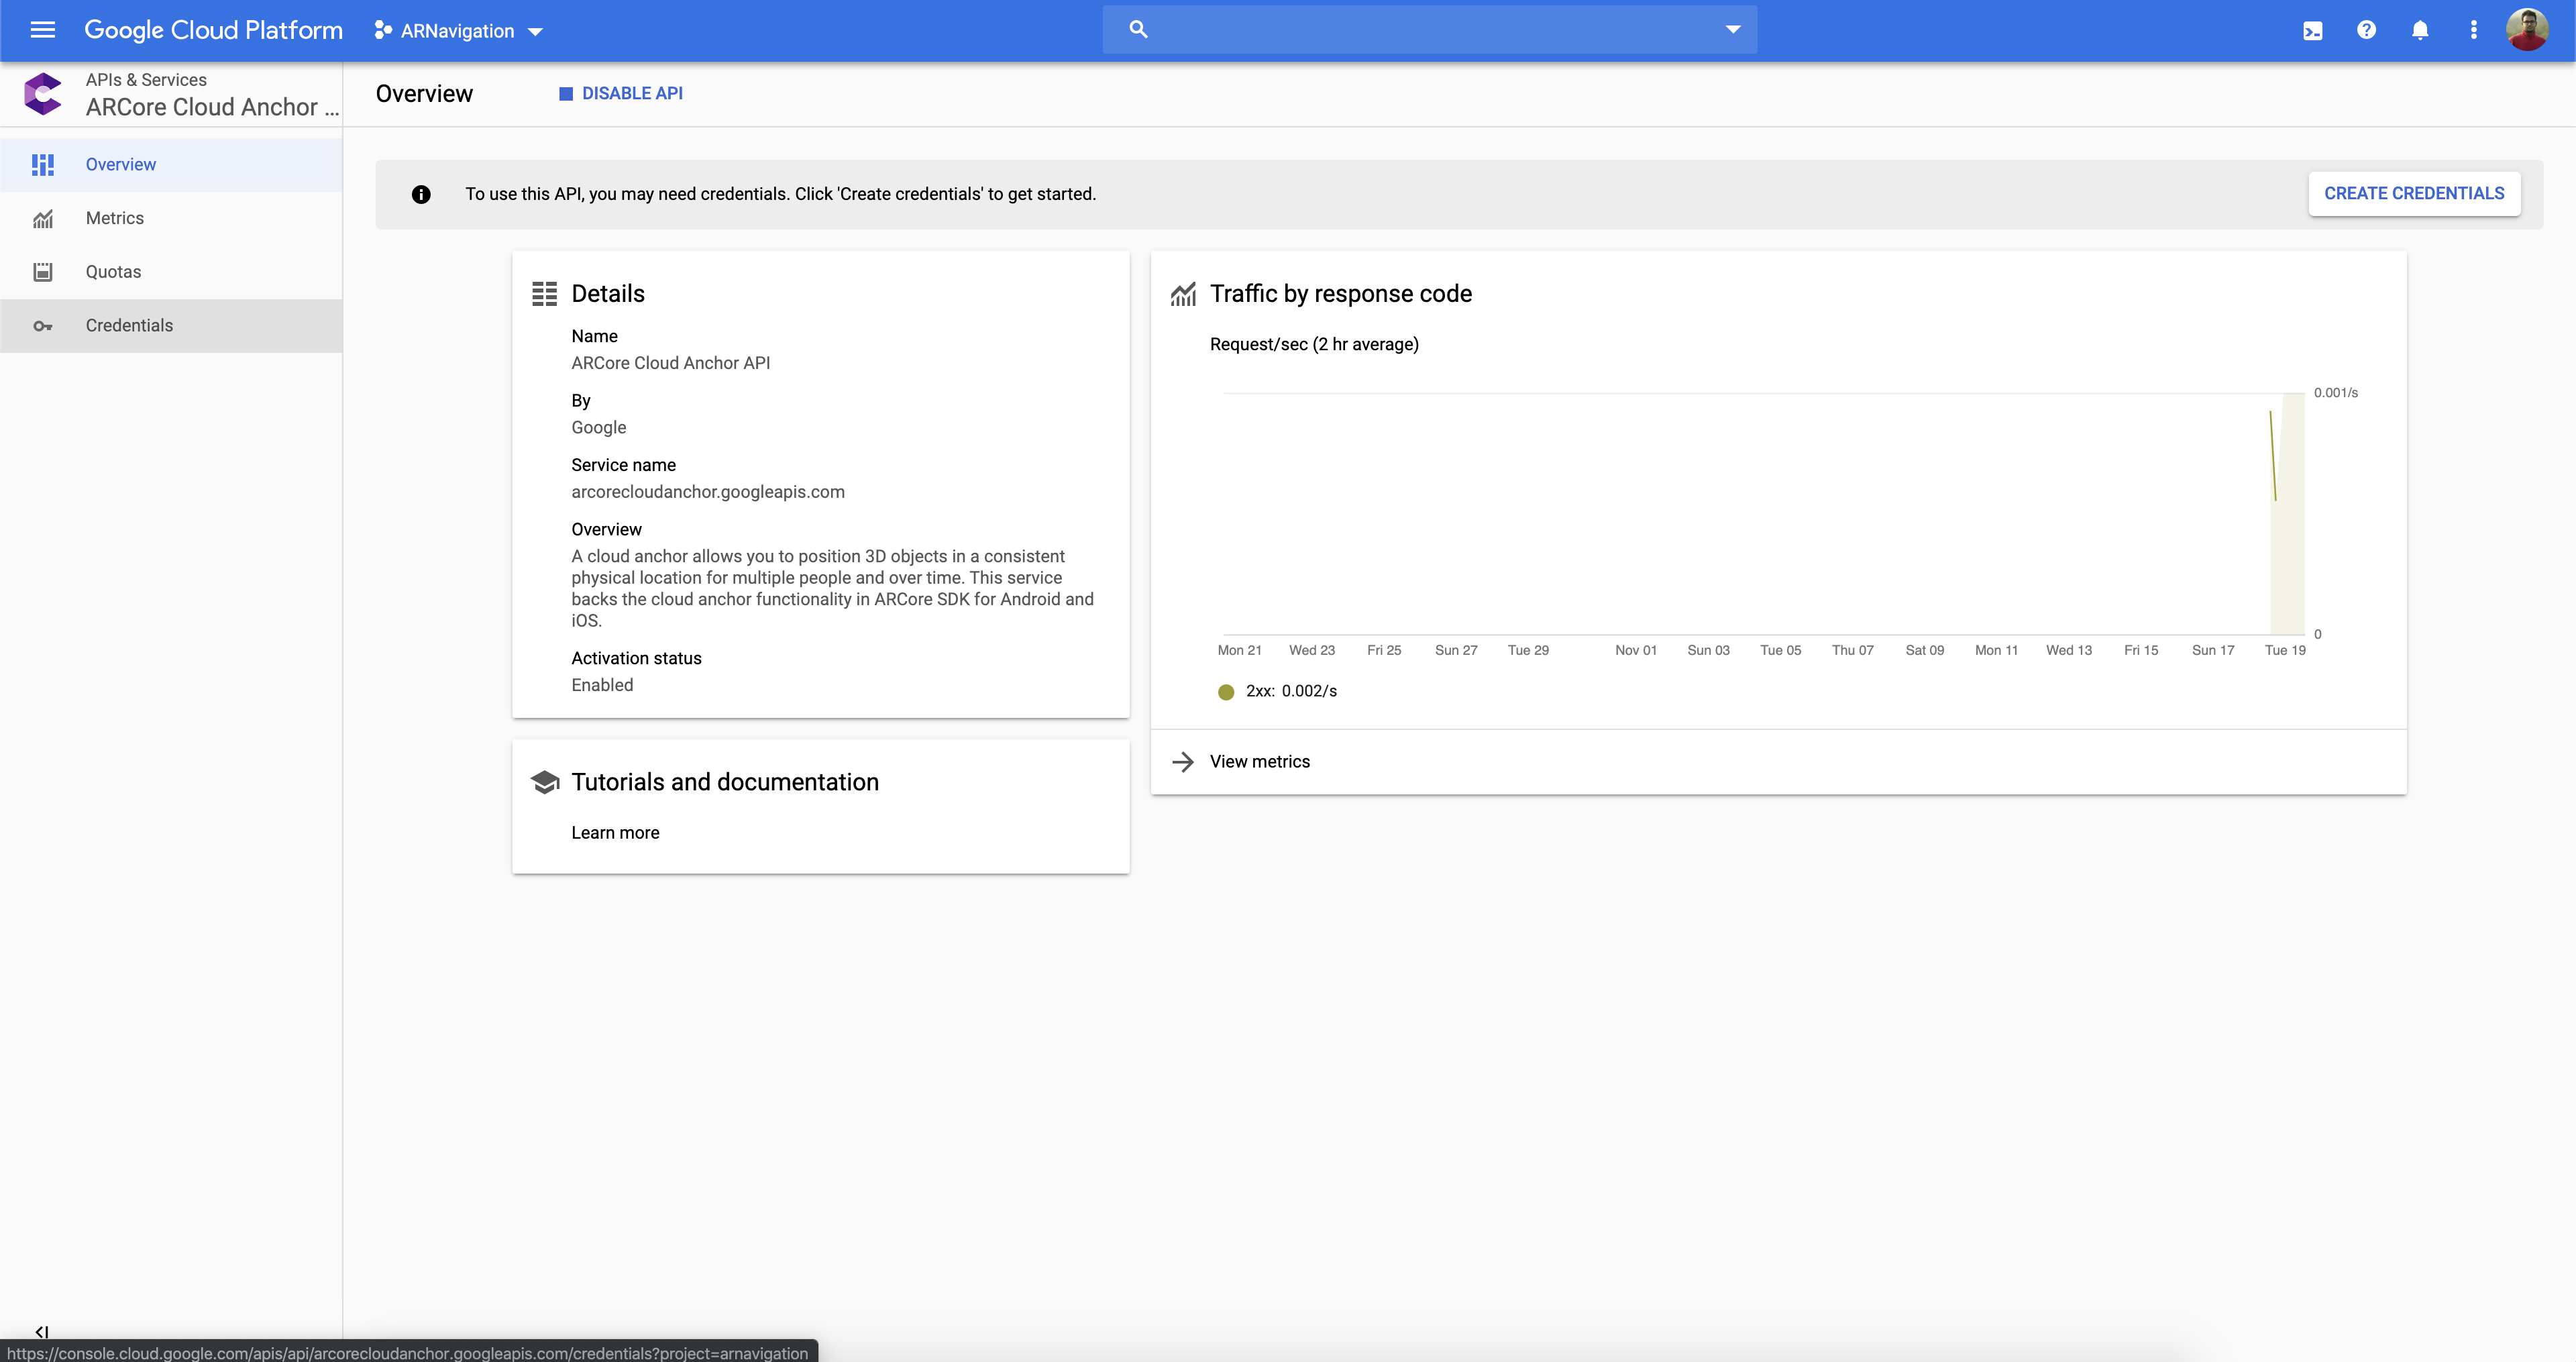 Google Cloud Platform
ARNavigation
APIs & Services
ARCore Cloud Anchor ...
Overview
DISABLE API
Overview
Metrics
Quotas
Credentials
To use this API, you may need credentials. Click 'Create credentials' to get started.
CREATE CREDENTIALS
Details
Name
ARCore Cloud Anchor API
By
Google
Service name
arcorecloudanchor.googleapis.com
Overview
A cloud anchor allows you to position 3D objects in a consistent
physical location for multiple people and over time. This service
backs the cloud anchor functionality in ARCore SDK for Android and
iOS.
Activation status
Enabled
Tutorials and documentation
Learn more
Traffic by response code
Request/sec (2 hr average)
0.001/s
0
Mon 21 Wed 23 Fri 25 Sun 27 Tue 29 Nov 01 Sun 03 Tue 05 Thu 07 Sat 09 Mon 11 Wed 13 Fri 15 Sun 17 Tue 19
2xx: 0.002/s
View metrics
https://console.cloud.google.com/apis/api/arcorecloudanchor.googleapis.com/credentials?project=arnavigation